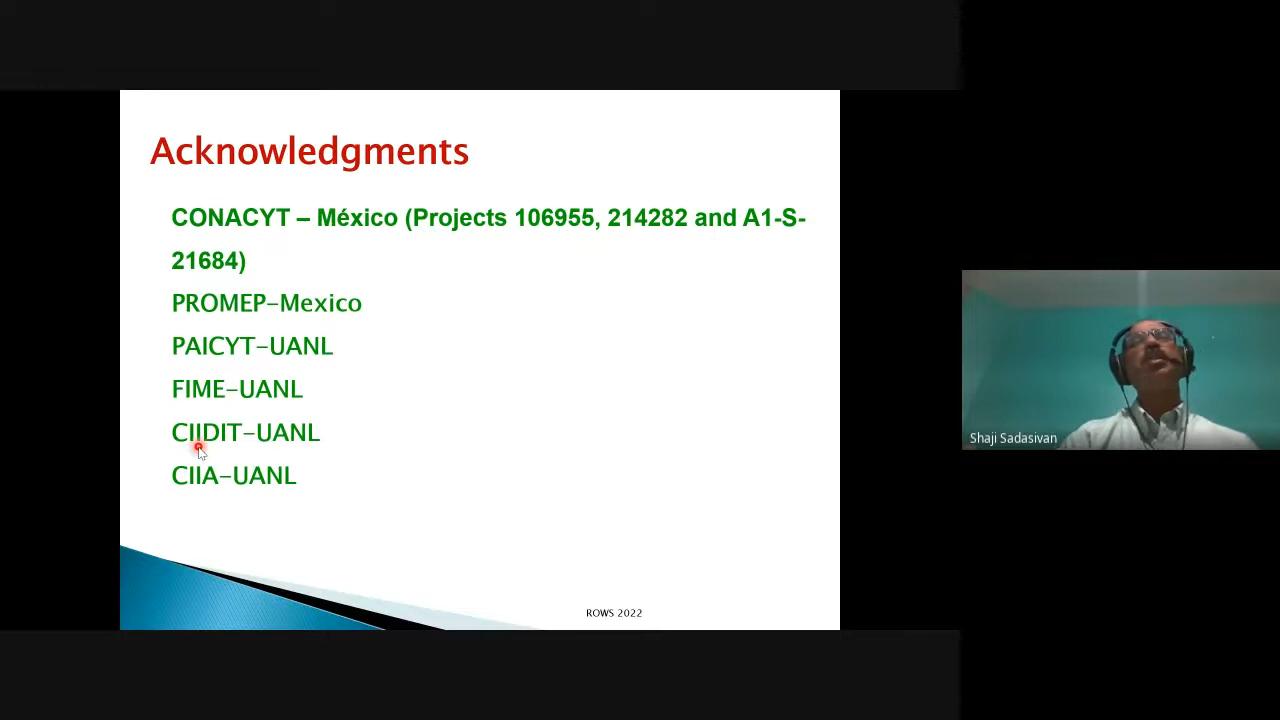 Acknowledgments
CONACYT – México (Projects 106955, 214282 and A1-S-
21684)
PROMEP-Mexico
PAICYT-UANL
FIME-UANL
CIIDIT-UANL
CIIA-UANL
ROWS 2022
Shaji Sadasivan